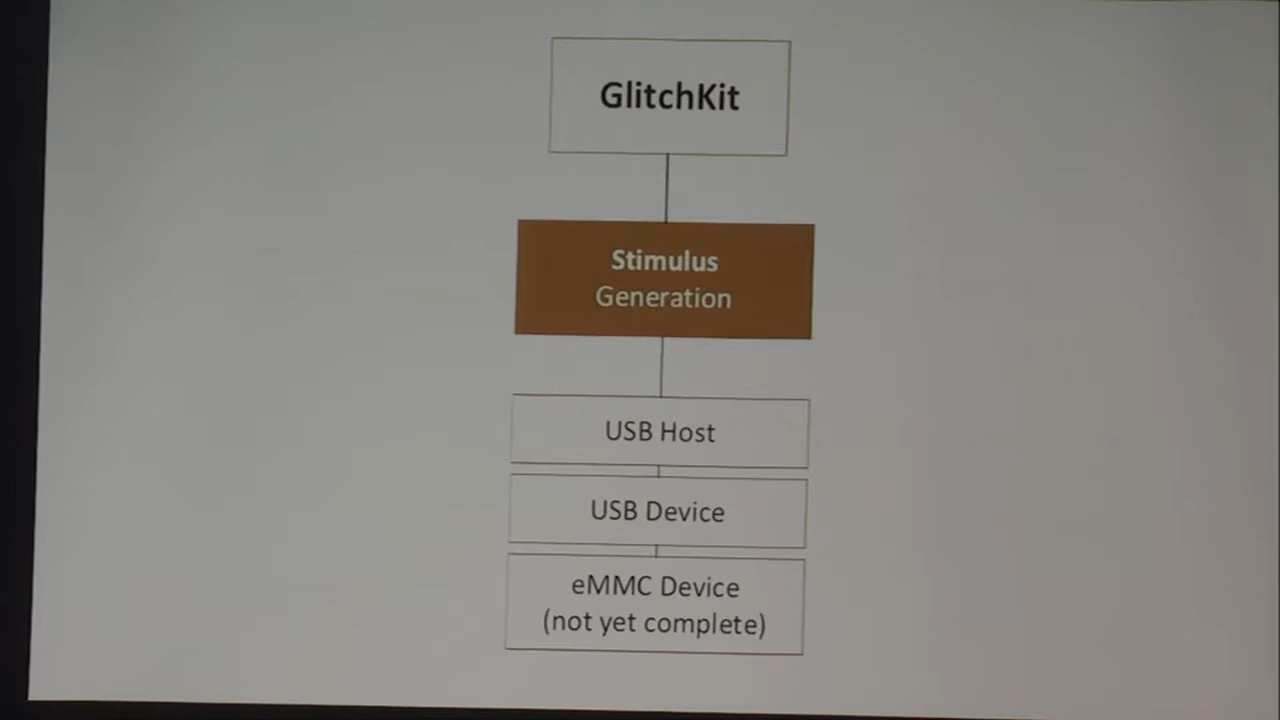 GlitchKit
Stimulus
Generation
USB Host
USB Device
eMMC Device
(not yet complete)